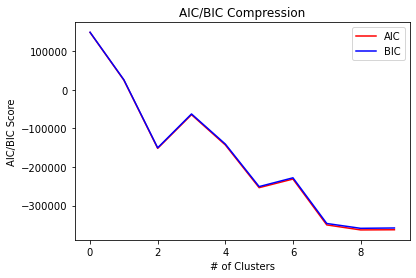 AIC/BIC Compression
AIC
BIC
100000
0
−100000
−200000
−300000
AIC/BIC Score
0 2 4 6 8
# of Clusters